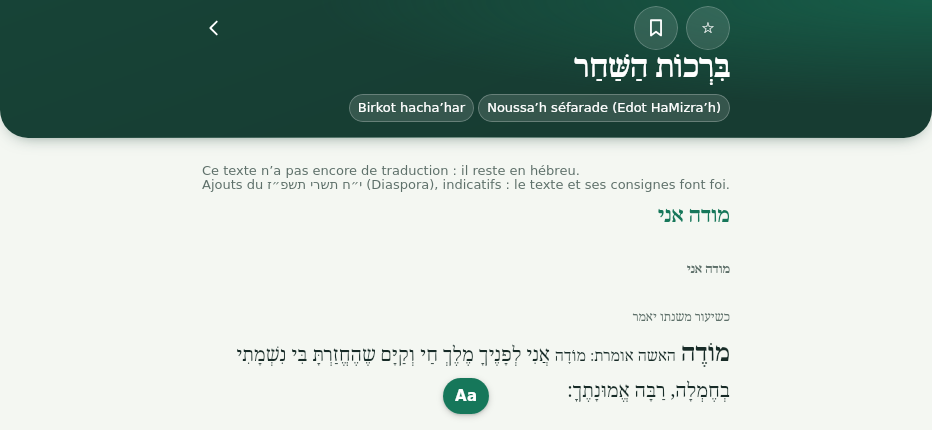 ☆
בִּרְכוֹת הַשַּׁחַר
Noussa’h séfarade (Edot HaMizra’h) Birkot hacha’har
Ce texte n’a pas encore de traduction : il reste en hébreu.
Ajouts du י״ח תשרי תשפ״ז (Diaspora), indicatifs : le texte et ses consignes font foi.
מודה אני
מודה אני
כשיעור משנתו יאמר
מוֹדֶה האשה אומרת: מוֹדָה אֲנִי לְפָנֶיךָ מֶלֶךְ חַי וְקַיָּם שֶׁהֶחֱזַרְתָּ בִּי נִשְׁמָתִי
בְחֶמְלָה, רַבָּה אֱמוּנָתֶךָ:
Aa